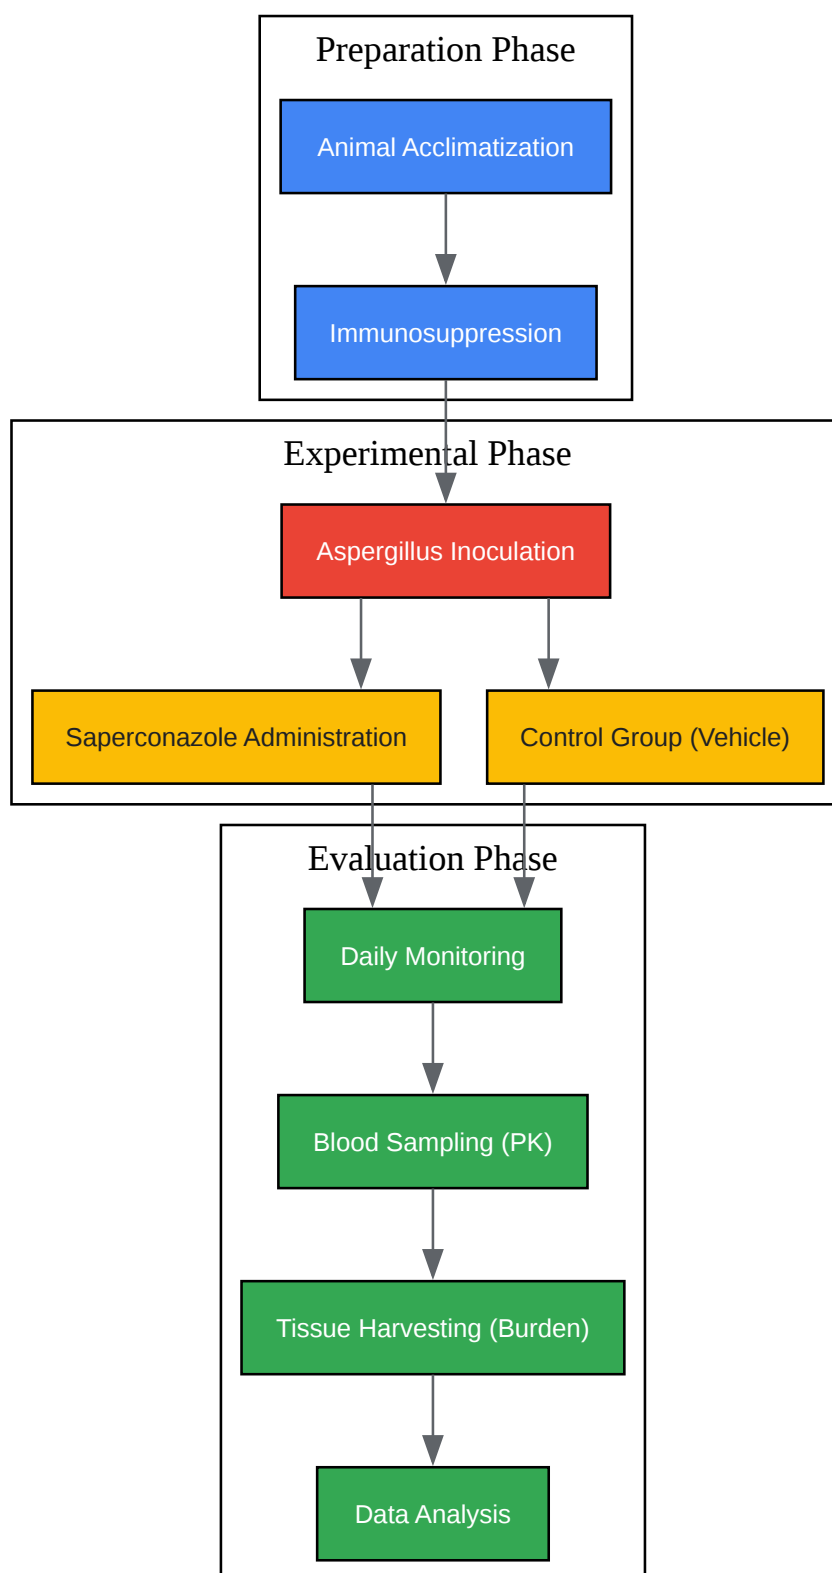 Preparation Phase
Animal Acclimatization
Immunosuppression
Experimental Phase
Aspergillus Inoculation
Saperconazole Administration
Control Group (Vehicle)
Evaluation Phase
Daily Monitoring
Blood Sampling (PK)
Tissue Harvesting (Burden)
Data Analysis